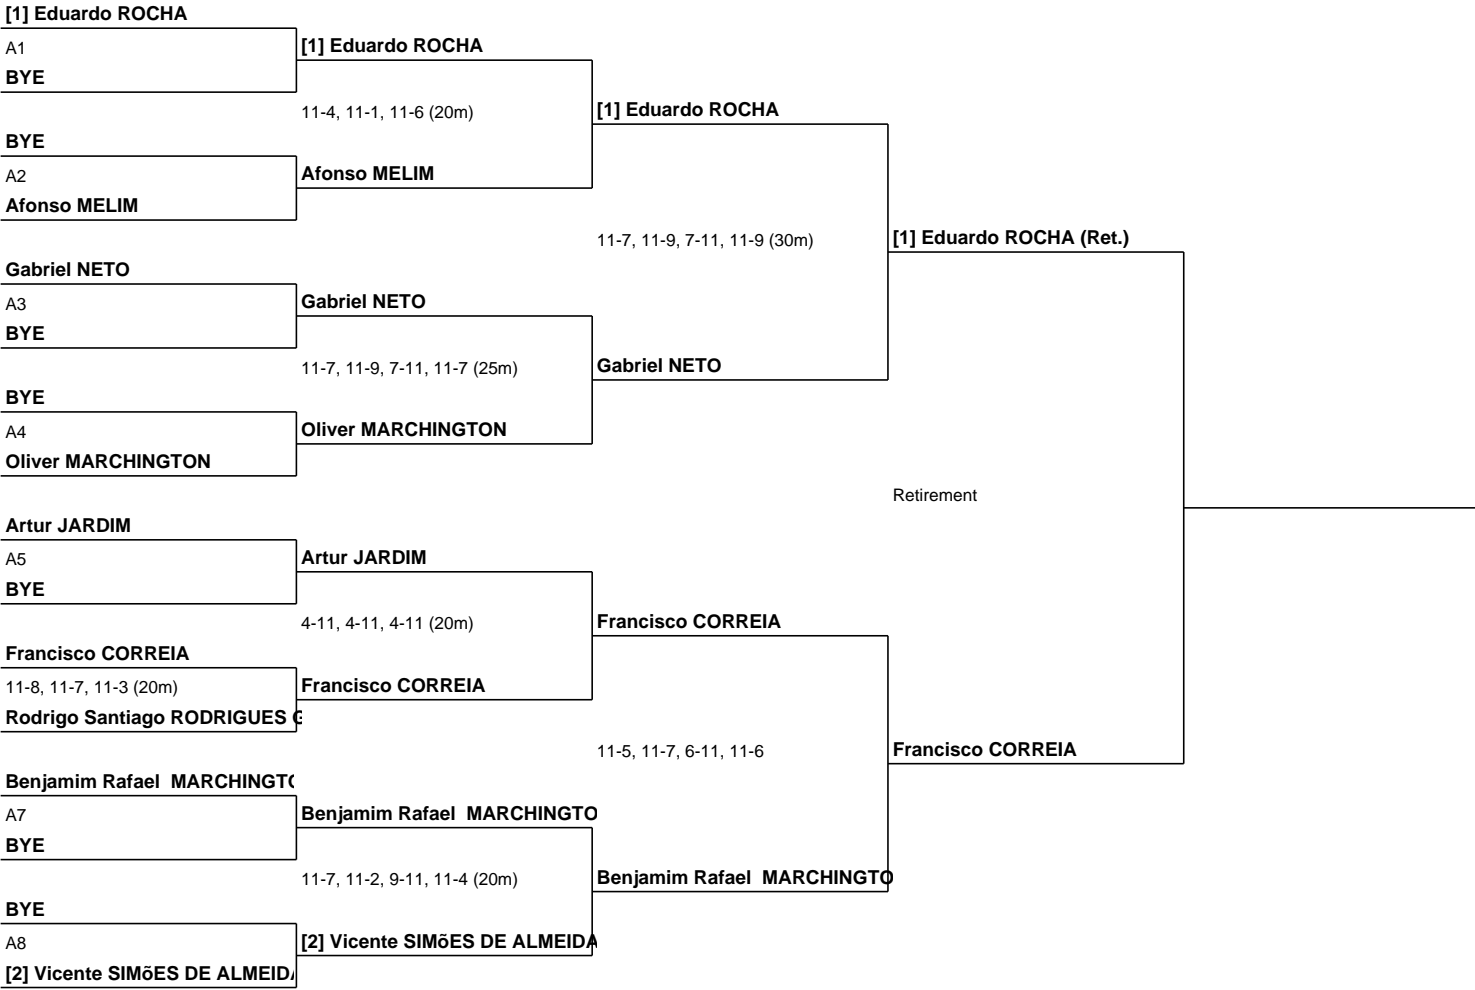 [1] Eduardo ROCHA
A1
BYE
BYE
A2
Afonso MELIM
Gabriel NETO
A3
BYE
BYE
A4
Oliver MARCHINGTON
Artur JARDIM
A5
BYE
Francisco CORREIA
11-8, 11-7, 11-3 (20m)
Rodrigo Santiago RODRIGUES
Benjamim Rafael
A7
BYE
BYE
A8
[2] Vicente SIMõES DE
[1] Eduardo ROCHA
11-4, 11-1, 11-6 (20m)
Afonso MELIM
Gabriel NETO
11-7, 11-9, 7-11, 11-7 (25m)
Oliver MARCHINGTON
Artur JARDIM
4-11, 4-11, 4-11 (20m)
Francisco CORREIA
Benjamim Rafael MARCHINGTO
11-7, 11-2, 9-11, 11-4 (20m)
[2] Vicente SIMõES DE ALMEIDA
[1] Eduardo ROCHA
11-7, 11-9, 7-11, 11-9 (30m)
Gabriel NETO
Francisco CORREIA
11-5, 11-7, 6-11, 11-6
Benjamim Rafael MARCHINGTO
[1] Eduardo ROCHA (Ret.)
Retirement
Francisco CORREIA